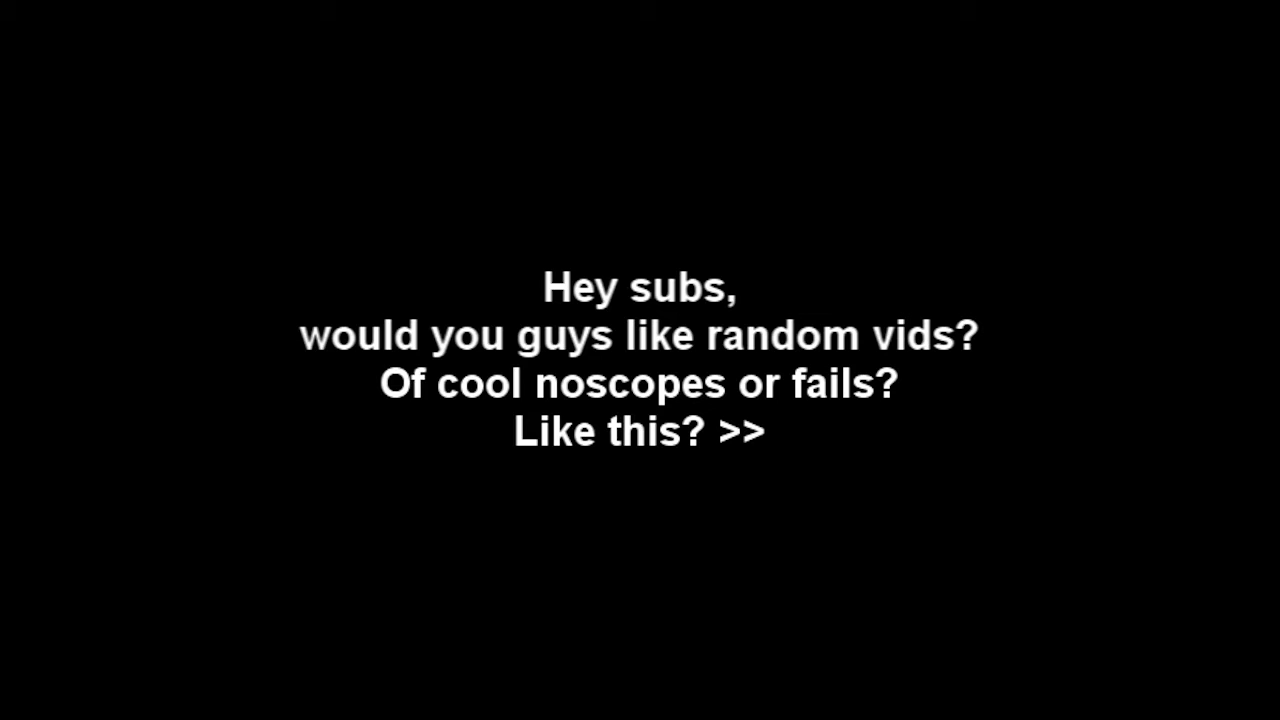 Hey subs,
would you guys like random vids?
Of cool noscopes or fails?
Like this? >>